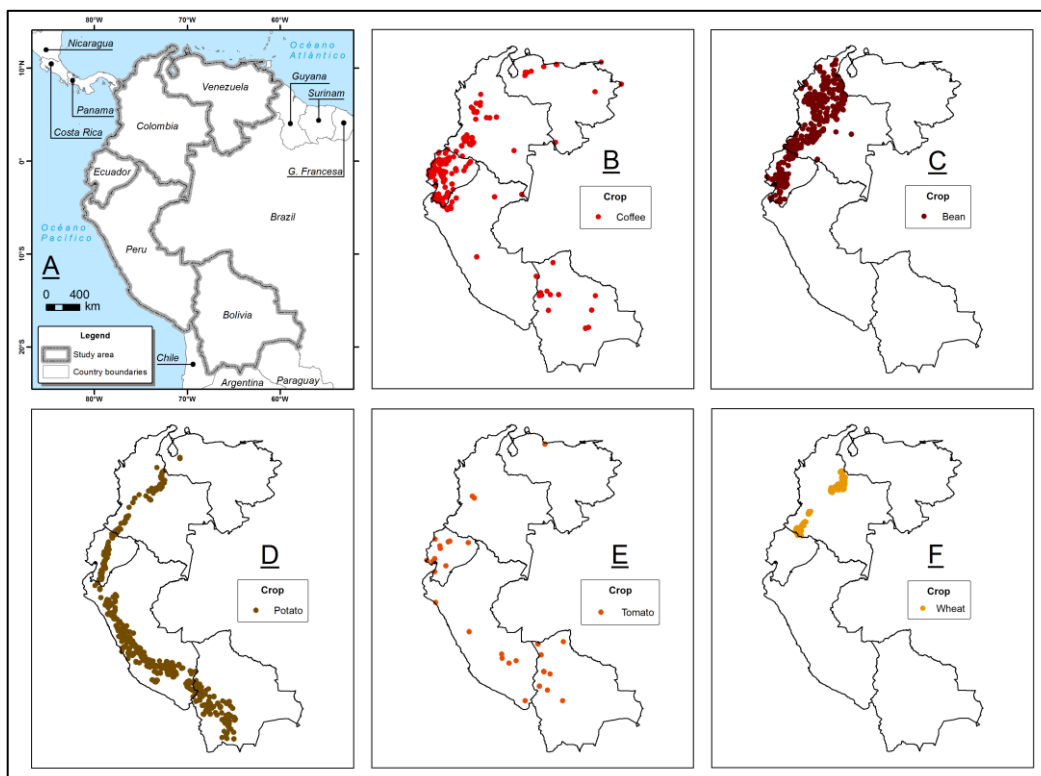 80°W
70°W
60°W
Nicaragua
Océano
Atlántico
10°N
Guyana
Venezuela
Surinam
Panama
Colombia
Costa Rica
0°
Ecuador
G. Francesa
Océano
Pacífico
Brazil
Peru
10°S
A
0 400
km
Bolivia
Legend
Study area
Country boundaries
Chile
20°S
Argentina
Paraguay
80°W
70°W
60°W
B
Crop
Coffee
C
Crop
Bean
D
Crop
Potato
E
Crop
Tomato
F
Crop
Wheat